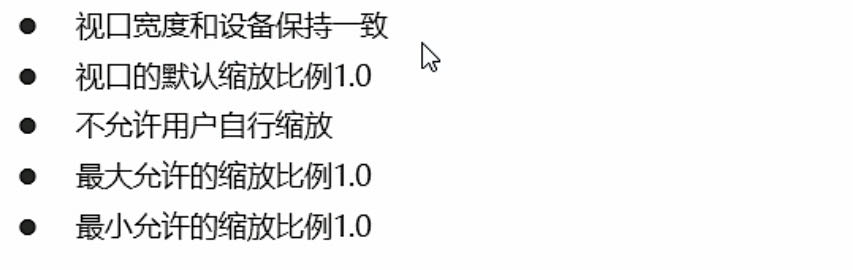 ● 视口宽度和设备保持一致
● 视口的默认缩放比例1.0
● 不允许用户自行缩放
● 最大允许的缩放比例1.0
● 最小允许的缩放比例1.0